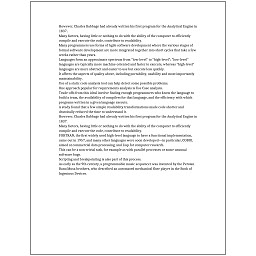 However, Charles Babbage had already written his first program for the Analytical Engine in
1837.
Many factors, having little or nothing to do with the ability of the computer to efficiently
compile and execute the code, contribute to readability.
Many programmers use forms of Agile software development where the various stages of
formal software development are more integrated together into short cycles that take a few
weeks rather than years.
Languages form an approximate spectrum from "low-level" to "high-level"; "low-level"
languages are typically more machine-oriented and faster to execute, whereas "high-level"
languages are more abstract and easier to use but execute less quickly.
It affects the aspects of quality above, including portability, usability and most importantly
maintainability.
Use of a static code analysis tool can help detect some possible problems.
One approach popular for requirements analysis is Use Case analysis.
Trade-offs from this ideal involve finding enough programmers who know the language to
build a team, the availability of compilers for that language, and the efficiency with which
programs written in a given language execute.
A study found that a few simple readability transformations made code shorter and
drastically reduced the time to understand it.
However, Charles Babbage had already written his first program for the Analytical Engine in
1837.
Many factors, having little or nothing to do with the ability of the computer to efficiently
compile and execute the code, contribute to readability.
FORTRAN, the first widely used high-level language to have a functional implementation,
came out in 1957, and many other languages were soon developed—in particular, COBOL
aimed at commercial data processing, and Lisp for computer research.
This can be a non-trivial task, for example as with parallel processes or some unusual
software bugs.
Scripting and breakpointing is also part of this process.
As early as the 9th century, a programmable music sequencer was invented by the Persian
Banu Musa brothers, who described an automated mechanical flute player in the Book of
Ingenious Devices.